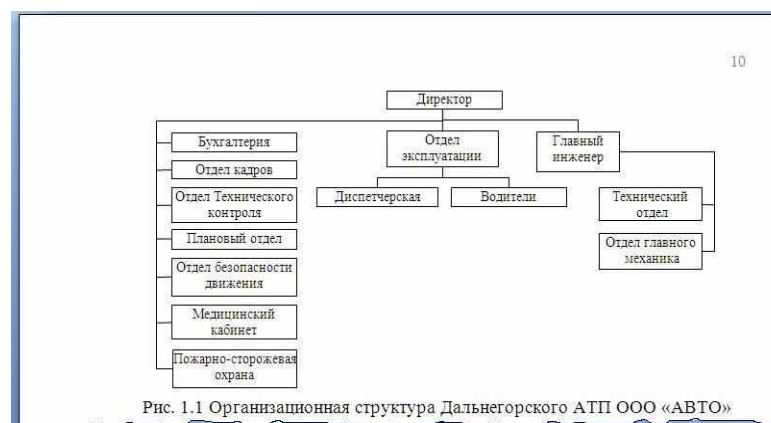 10
Директор
Бухгалтерия
Отдел
эксплуатации
Главный
инженер
Отдел кадров
Отдел Технического
контроля
Диспетчерская
Водители
Технический
отдел
Плановый отдел
Отдел главного
механика
Отдел безопасности
движения
Медицинский
кабинет
Пожарно-сторожевая
охрана
Рис. 1.1 Организационная структура Дальнегорского АТП ООО «АВТО»